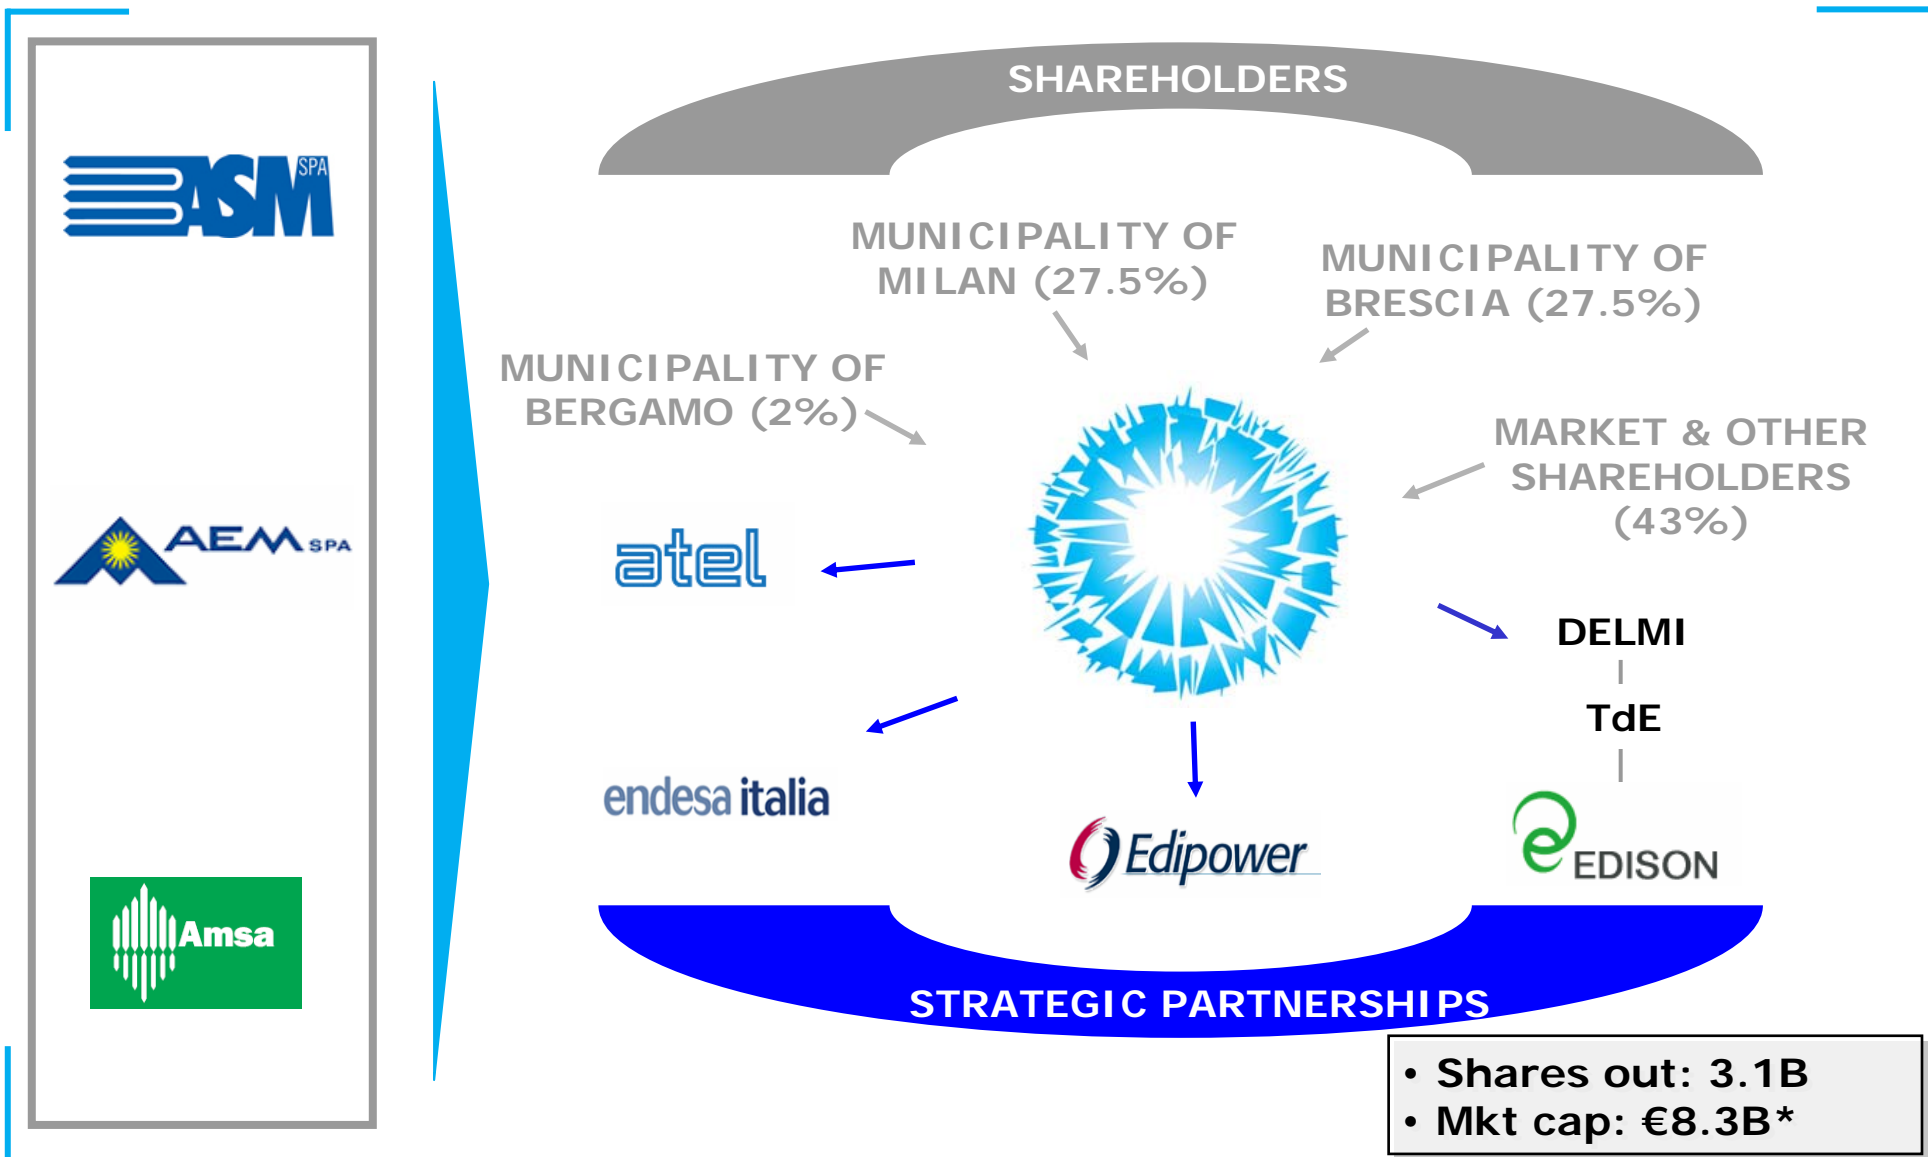 ASM SPA
AEM SPA
Amsa
SHAREHOLDERS
MUNICIPALITY OF
MILAN (27.5%)
MUNICIPALITY OF
BRESCIA (27.5%)
MUNICIPALITY OF
BERGAMO (2%)
MARKET & OTHER
SHAREHOLDERS
(43%)
atel
DELMI
TdE
endesa italia
Edipower
EDISON
STRATEGIC PARTNERSHIPS
• Shares out: 3.1B
• Mkt cap: €8.3B*